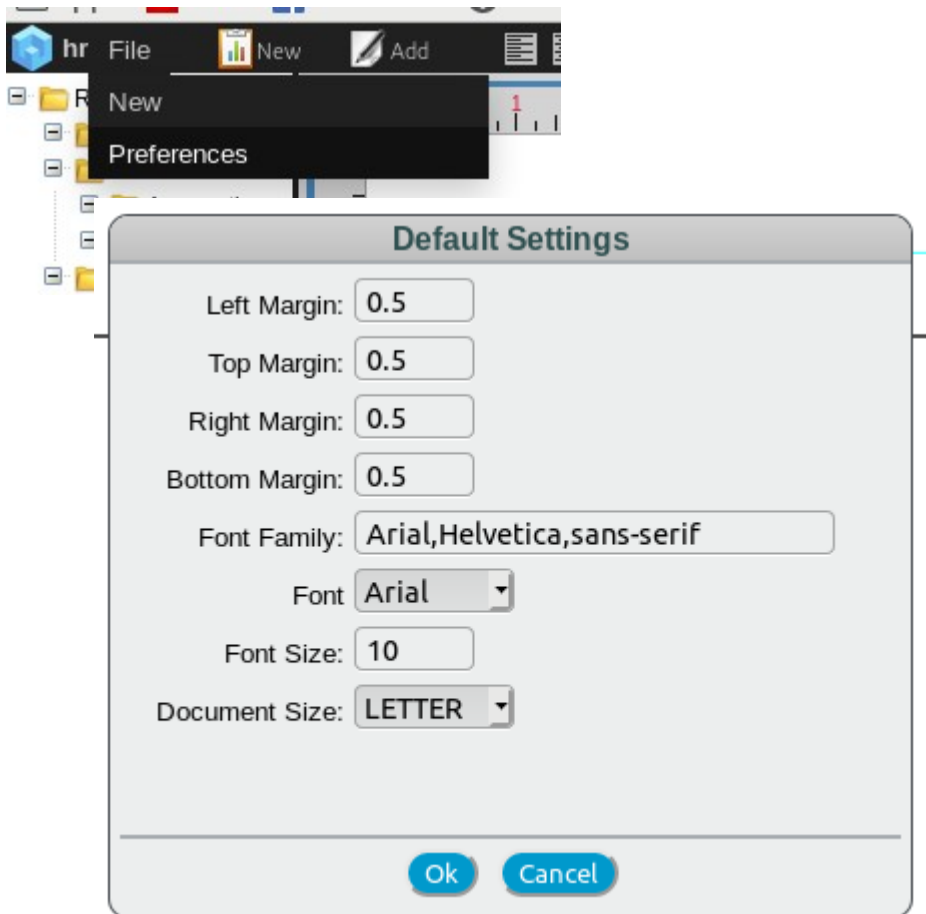 hr File New Add
R New 1
Preferences
Default Settings
Left Margin: 0.5
Top Margin: 0.5
Right Margin: 0.5
Bottom Margin: 0.5
Font Family: Arial,Helvetica,sans-serif
Font Arial
Font Size: 10
Document Size: LETTER
Ok Cancel